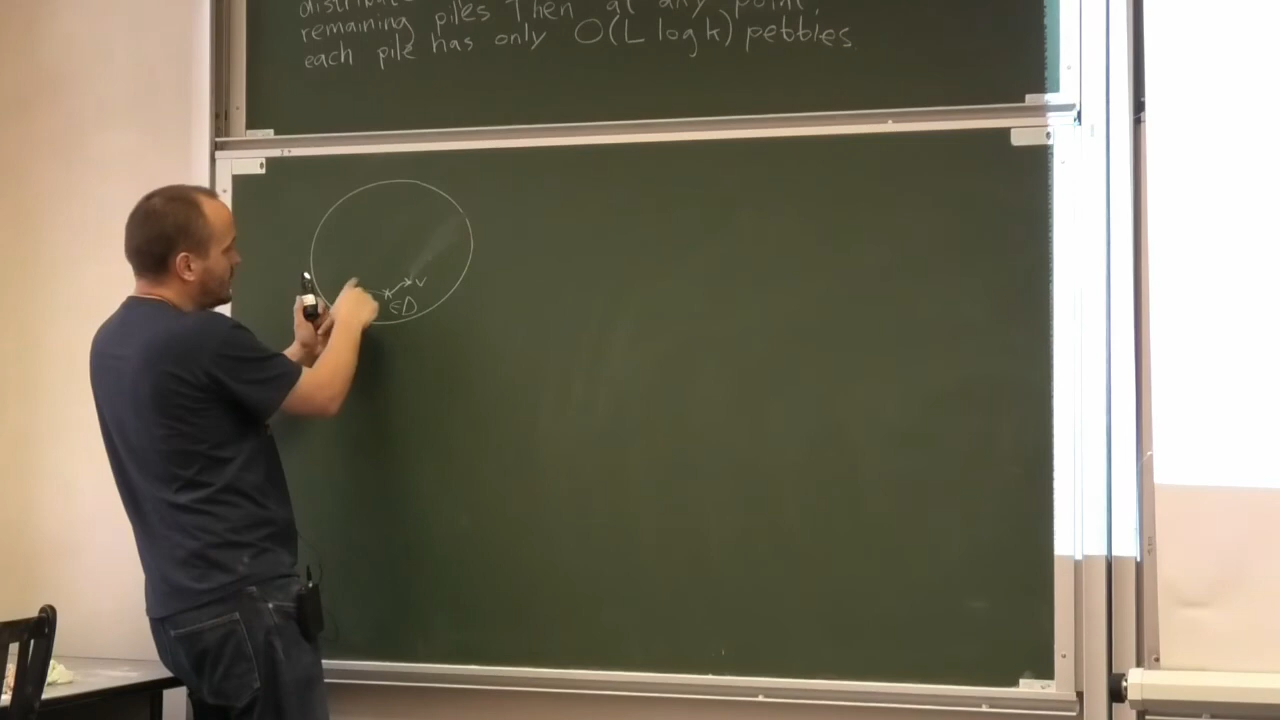 remaining piles Then at any point,
each pile has only O(L log k) pebbles.
v
∈D